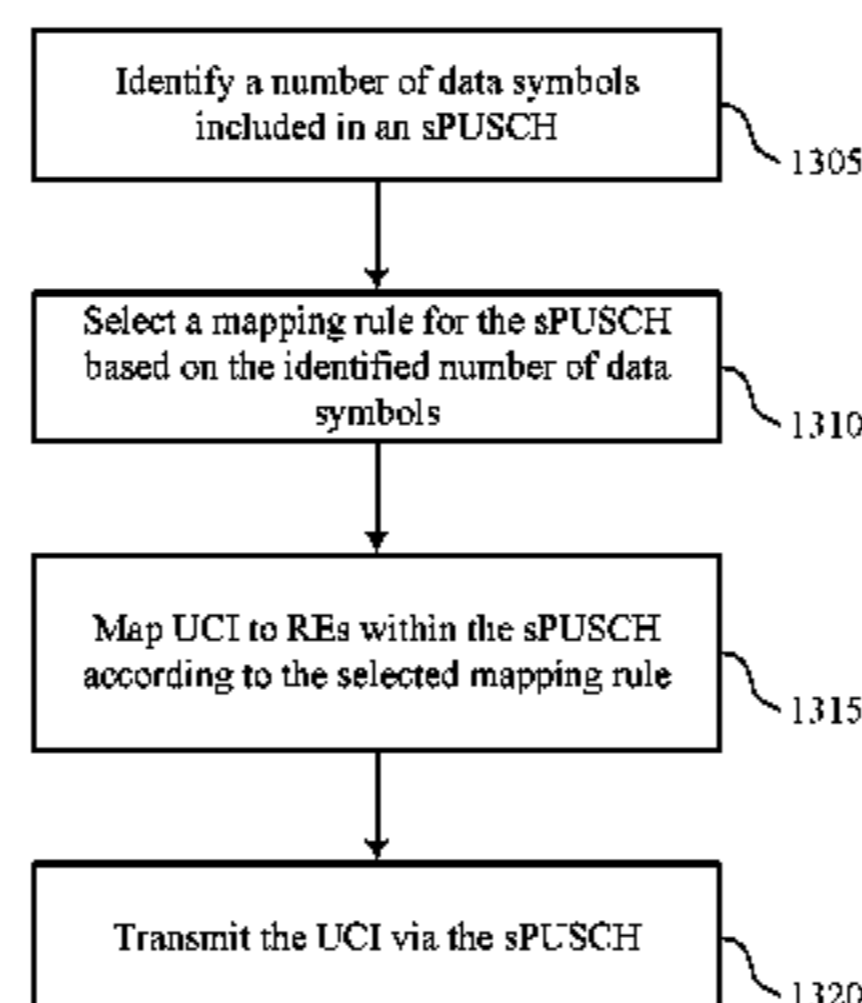 Identify a number of data symbols
included in an sPUSCH
1305
Select a mapping rule for the sPUSCH
based on the identified number of data
symbols
1310
Map UCI to REs within the sPUSCH
according to the selected mapping rule
1315
Transmit the UCI via the sPUSCH
1320